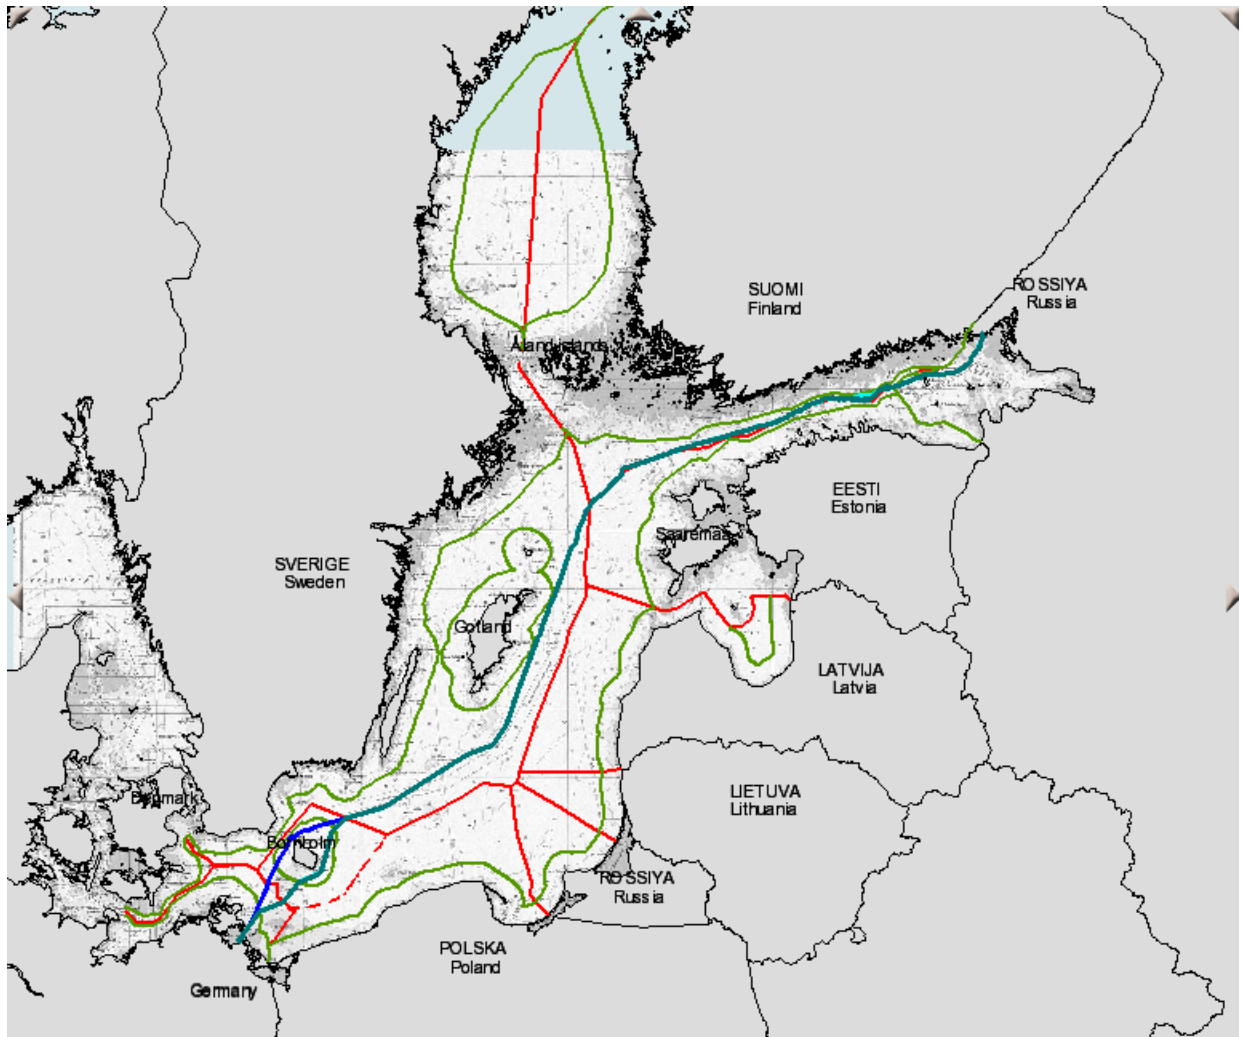 SUOMI
Finland
ROSSIYA
Russia
Åland islands
EESTI
Estonia
Saaremaa
SVERIGE
Sweden
Gotland
LATVIJA
Latvia
LIETUVA
Lithuania
Denmark
Bornholm
ROSSIYA
Russia
POLSKA
Poland
Germany